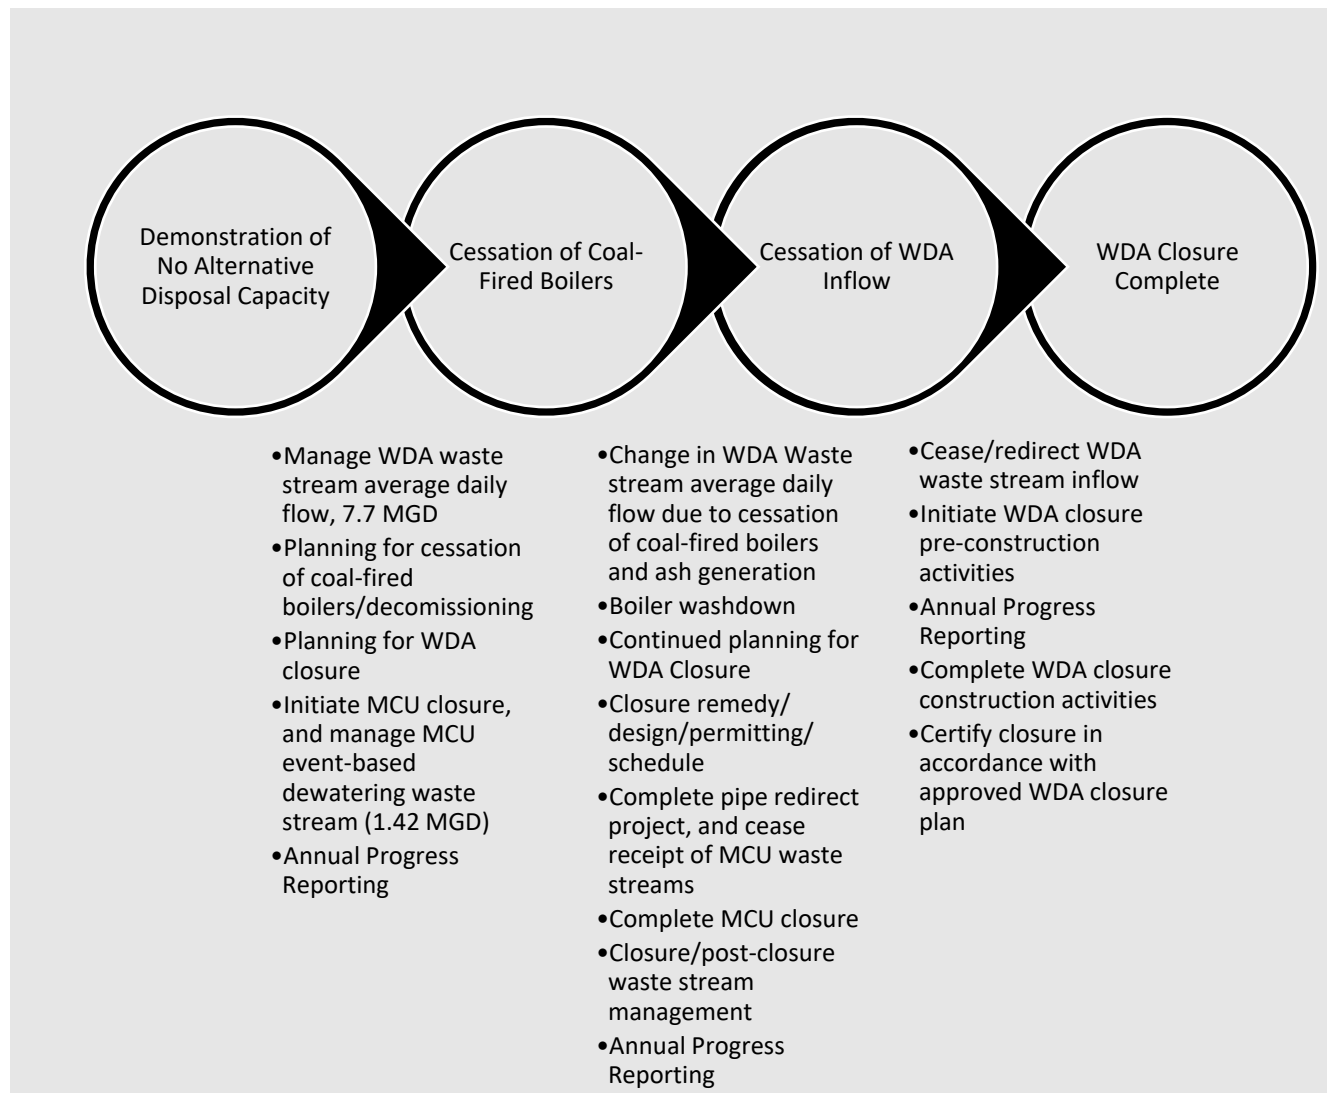 Demonstration of
No Alternative
Disposal Capacity
Cessation of Coal-
Fired Boilers
Cessation of WDA
Inflow
WDA Closure
Complete
•Manage WDA waste
stream average daily
flow, 7.7 MGD
•Planning for cessation
of coal-fired
boilers/decomissioning
•Planning for WDA
closure
•Initiate MCU closure,
and manage MCU
event-based
dewatering waste
stream (1.42 MGD)
•Annual Progress
Reporting
•Change in WDA Waste
stream average daily
flow due to cessation
of coal-fired boilers
and ash generation
•Boiler washdown
•Continued planning for
WDA Closure
•Closure remedy/
design/permitting/
schedule
•Complete pipe redirect
project, and cease
receipt of MCU waste
streams
•Complete MCU closure
•Closure/post-closure
waste stream
management
•Annual Progress
Reporting
•Cease/redirect WDA
waste stream inflow
•Initiate WDA closure
pre-construction
activities
•Annual Progress
Reporting
•Complete WDA closure
construction activities
•Certify closure in
accordance with
approved WDA closure
plan